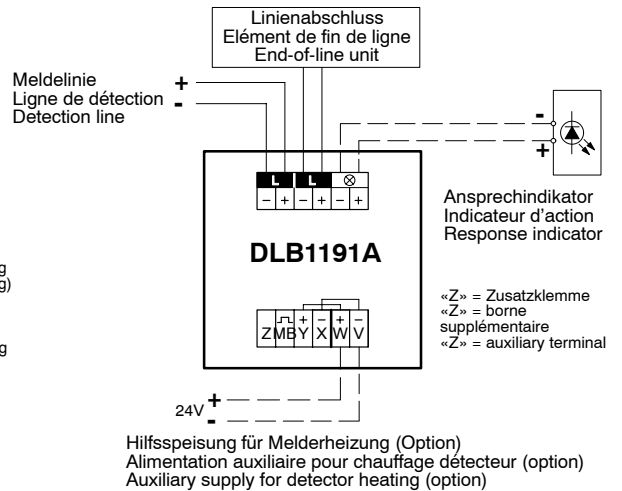 Linienabschluss
Elément de fin de ligne
End-of-line unit
Meldelinie
Ligne de détection
Detection line
+
-
-
+
L L
- + - + - +
Ansprechindikator
Indicateur d'action
Response indicator
DLB1191A
g
g)
g
«Z» = Zusatzklemme
«Z» = borne
supplémentaire
«Z» = auxiliary terminal
+ - + -
Z MB Y X W V
24V + -
Hilfsspeisung für Melderheizung (Option)
Alimentation auxiliaire pour chauffage détecteur (option)
Auxiliary supply for detector heating (option)